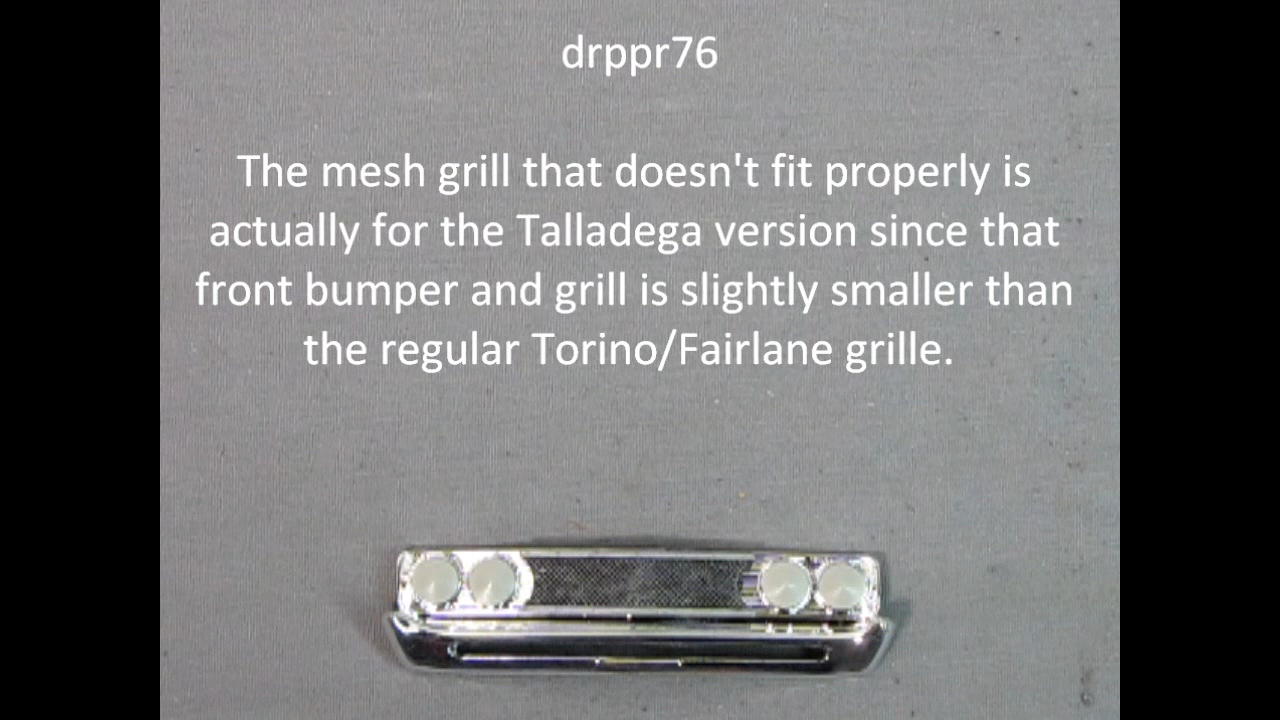 drppr76
The mesh grill that doesn't fit properly is
actually for the Talladega version since that
front bumper and grill is slightly smaller than
the regular Torino/Fairlane grille.